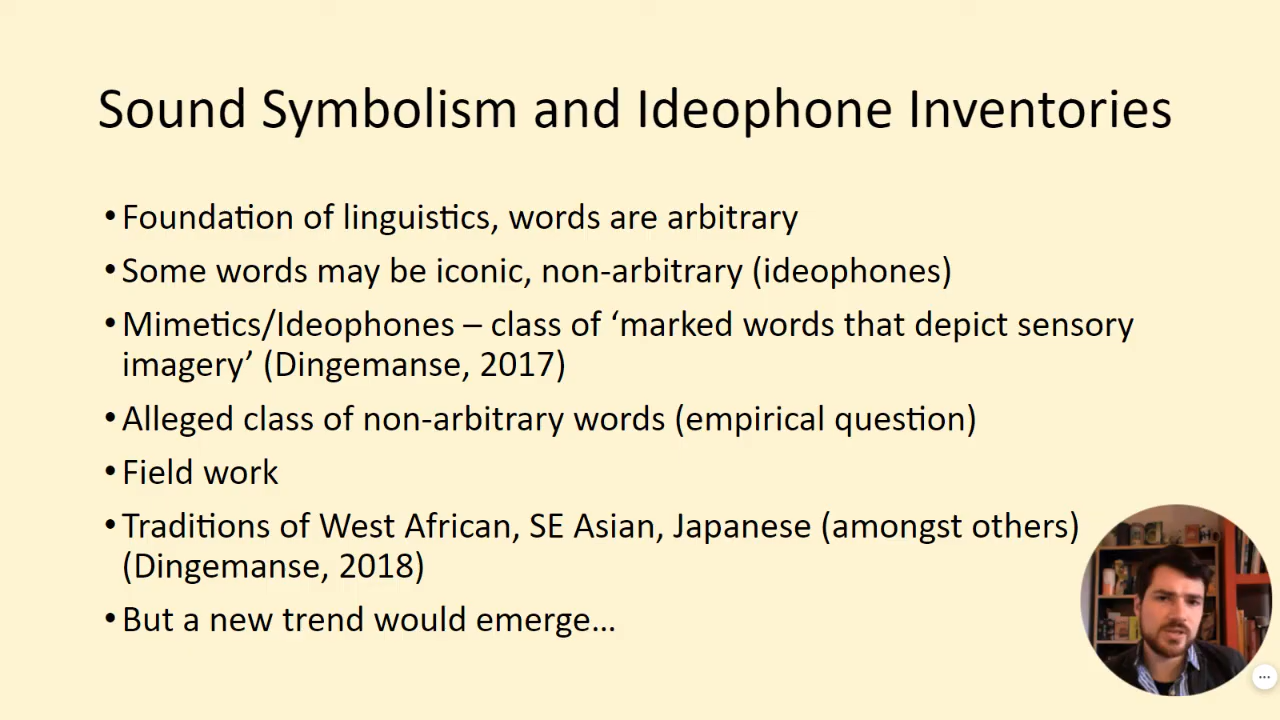 Sound Symbolism and Ideophone Inventories
•Foundation of linguistics, words are arbitrary
•Some words may be iconic, non-arbitrary (ideophones)
•Mimetics/Ideophones – class of ‘marked words that depict sensory
imagery’ (Dingemanse, 2017)
•Alleged class of non-arbitrary words (empirical question)
•Field work
•Traditions of West African, SE Asian, Japanese (amongst others)
(Dingemanse, 2018)
•But a new trend would emerge…